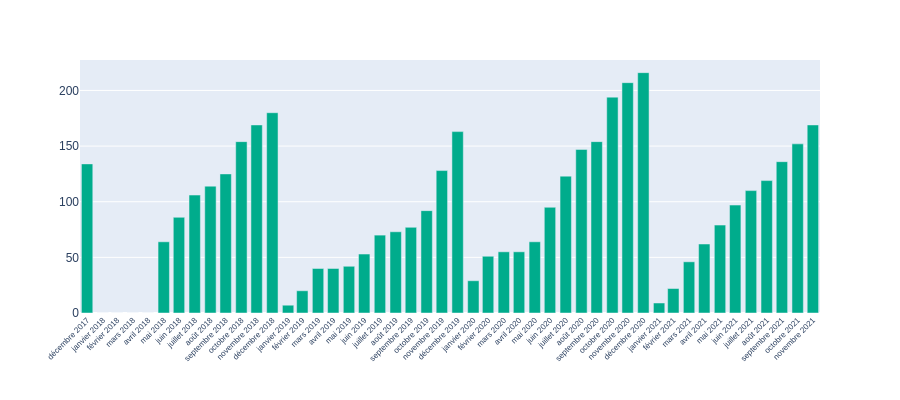 200
150
100
50
0
décembre 2017
janvier 2018
février 2018
mars 2018
avril 2018
mai 2018
juin 2018
juillet 2018
août 2018
septembre 2018
octobre 2018
novembre 2018
décembre 2018
janvier 2019
février 2019
mars 2019
avril 2019
mai 2019
juin 2019
juillet 2019
août 2019
septembre 2019
octobre 2019
novembre 2019
décembre 2019
janvier 2020
février 2020
mars 2020
avril 2020
mai 2020
juin 2020
juillet 2020
août 2020
septembre 2020
octobre 2020
novembre 2020
décembre 2020
janvier 2021
février 2021
mars 2021
avril 2021
mai 2021
juin 2021
juillet 2021
août 2021
septembre 2021
octobre 2021
novembre 2021